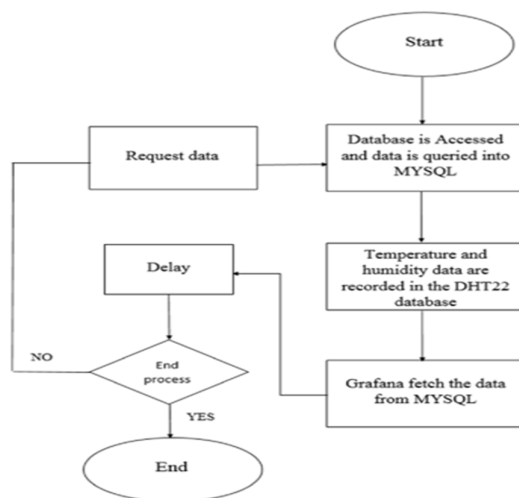 Start
Database is Accessed
and data is queried into
MYSQL
Request data
Temperature and
humidity data are
recorded in the DHT22
database
Delay
Grafana fetch the data
from MYSQL
End
process
NO
YES
End